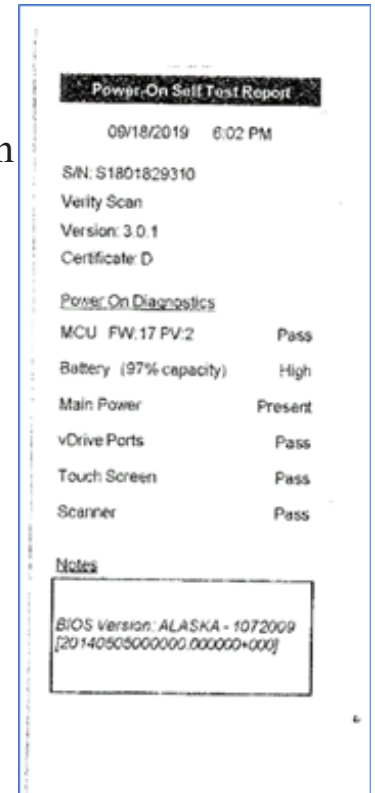 Power-On Self Test Report
09/18/2019 6:02 PM
S/N: S1801829310
Verity Scan
Version: 3.0.1
Certificate: D
Power On Diagnostics
MCU FW:17 PV:2 Pass
Battery (97% capacity) High
Main Power Present
vDrive Ports Pass
Touch Screen Pass
Scanner Pass
Notes
BIOS Version: ALASKA - 1072009
[20140505000000.000000+000]